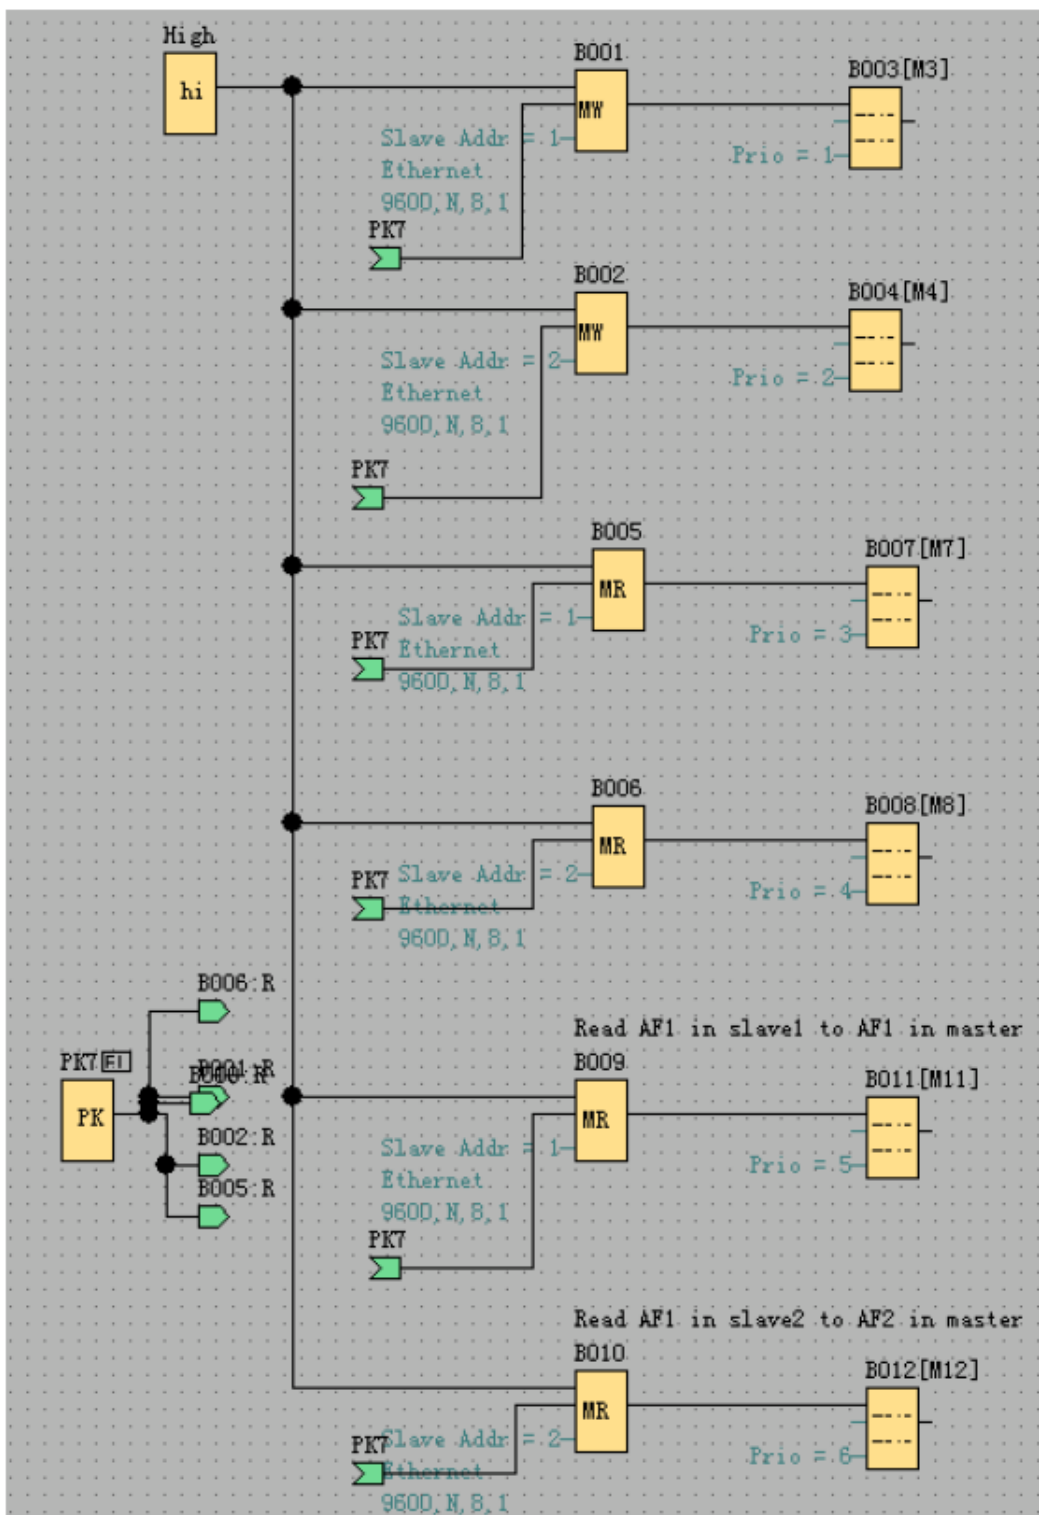 High
hi
B001
MW
B003[M3]
Slave Addr = 1
Ethernet
9600,N,8,1
Prio = 1
PK7
B002
MW
B004[M4]
Slave Addr = 2
Ethernet
9600,N,8,1
Prio = 2
PK7
B005
MR
B007[M7]
Slave Addr = 1
Ethernet
9600,N,8,1
Prio = 3
PK7
B006
MR
B008[M8]
PK7
Slave Addr = 2
Ethernet
9600,N,8,1
Prio = 4
B006:R
PK7
PK
B001:R
B002:R
B005:R
Read AF1 in slave1 to AF1 in master
B009
MR
B011[M11]
Slave Addr = 1
Ethernet
9600,N,8,1
Prio = 5
PK7
Read AF1 in slave2 to AF2 in master
B010
MR
B012[M12]
PK7
Slave Addr = 2
Ethernet
9600,N,8,1
Prio = 6